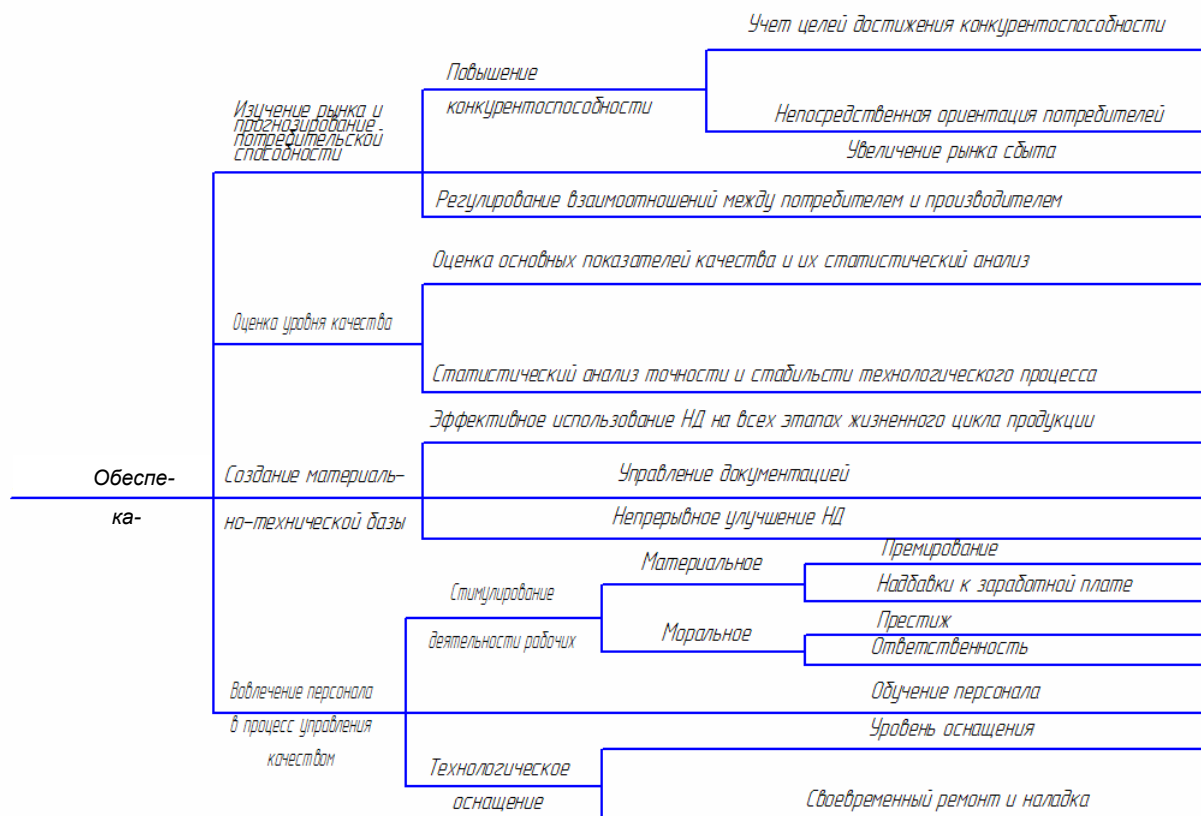 Учет целей достижения конкурентоспособности
Повышение
конкурентоспособности
Непосредственная ориентация потребителей
Изучение рынка и
прогнозирование
потребительской
способности
Увеличение рынка сбыта
Регулирование взаимоотношений между потребителем и производителем
Оценка основных показателей качества и их статистический анализ
Оценка уровня качества
Статистический анализ точности и стабильсти технологического процесса
Эффективное использование НД на всех этапах жизненного цикла продукции
Обеспе-
ка-
Создание материаль-
но-технической базы
Управление документацией
Непрерывное улучшение НД
Стимулирование
деятельности рабочих
Материальное
Премирование
Надбавки к заработной плате
Моральное
Престиж
Ответственность
Вовлечение персонала
в процесс управления
качеством
Обучение персонала
Уровень оснащения
Технологическое
оснащение
Своевременный ремонт и наладка